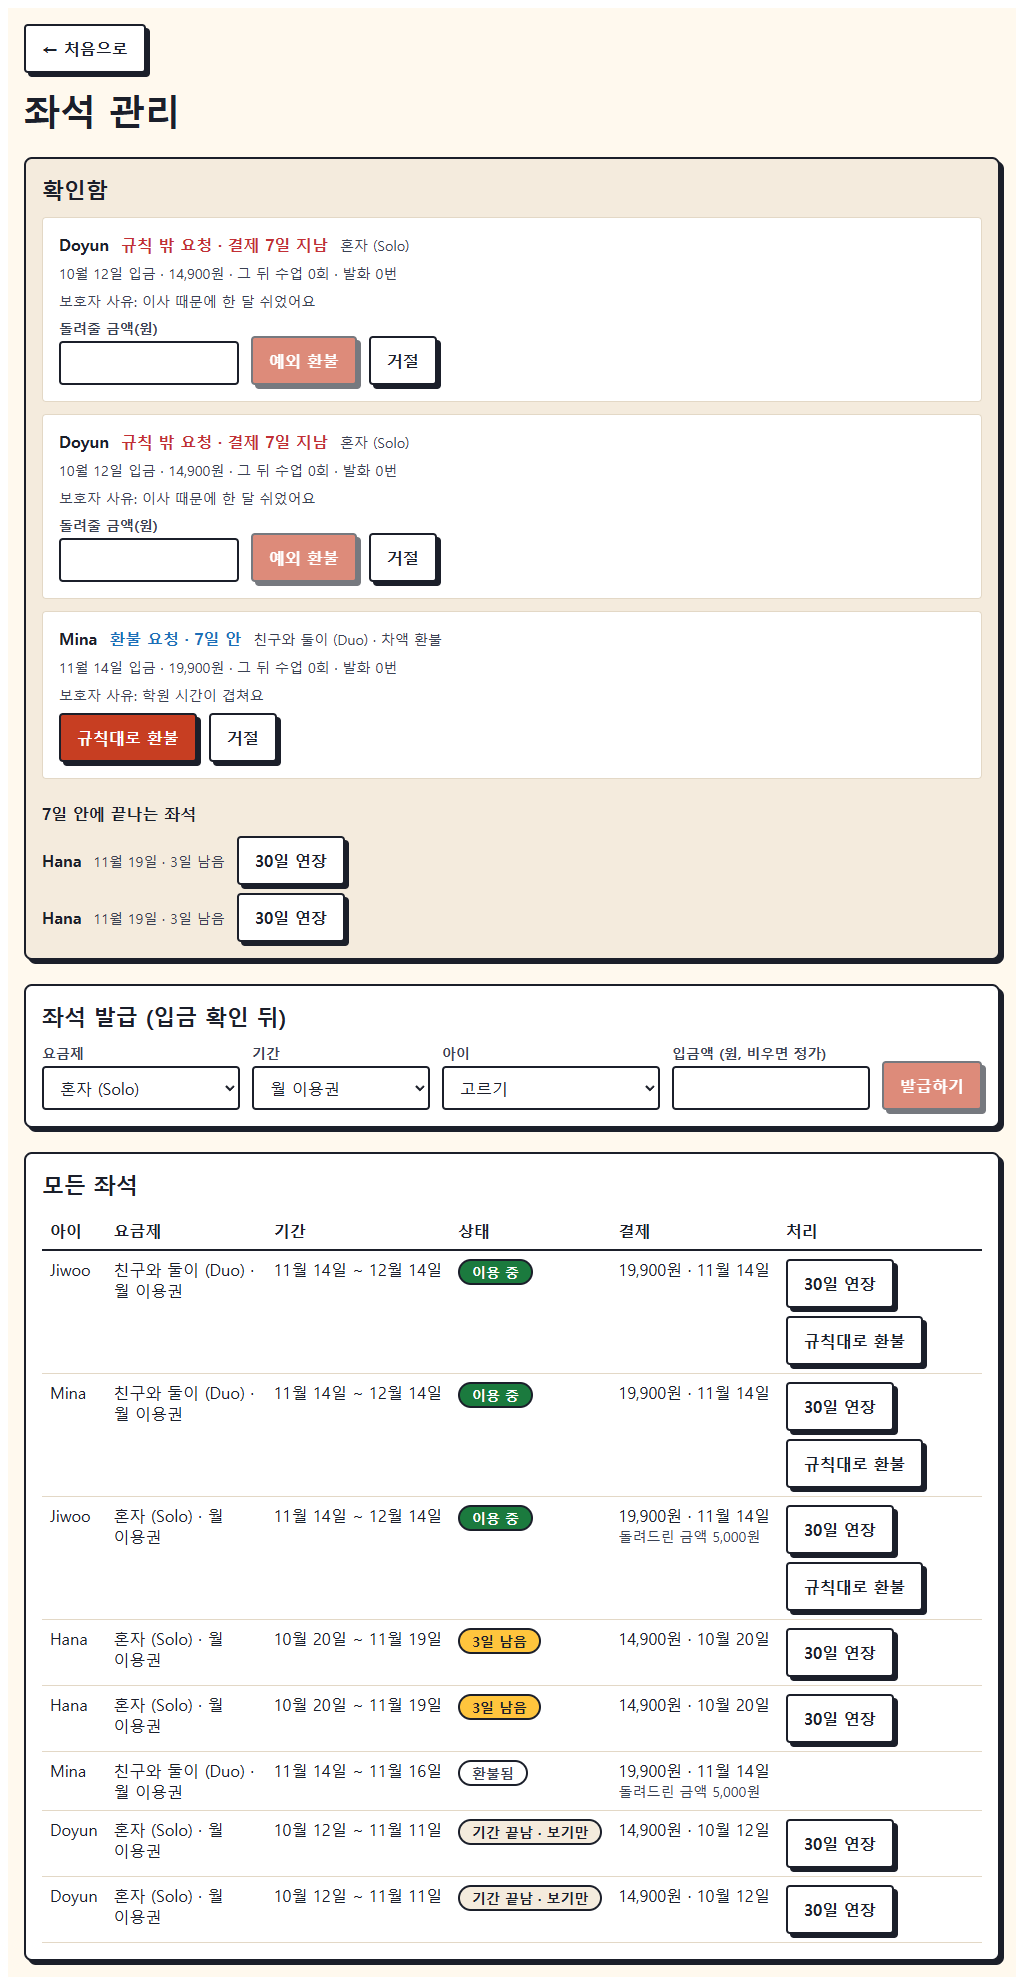 ← 처음으로
좌석 관리
확인함
Doyun 규칙 밖 요청 · 결제 7일 지남 혼자 (Solo)
10월 12일 입금 · 14,900원 · 그 뒤 수업 0회 · 발화 0번
보호자 사유: 이사 때문에 한 달 쉬었어요
돌려줄 금액(원)
예외 환불 거절
Doyun 규칙 밖 요청 · 결제 7일 지남 혼자 (Solo)
10월 12일 입금 · 14,900원 · 그 뒤 수업 0회 · 발화 0번
보호자 사유: 이사 때문에 한 달 쉬었어요
돌려줄 금액(원)
예외 환불 거절
Mina 환불 요청 · 7일 안 친구와 둘이 (Duo) · 차액 환불
11월 14일 입금 · 19,900원 · 그 뒤 수업 0회 · 발화 0번
보호자 사유: 학원 시간이 겹쳐요
규칙대로 환불 거절
7일 안에 끝나는 좌석
Hana 11월 19일 · 3일 남음 30일 연장
Hana 11월 19일 · 3일 남음 30일 연장
좌석 발급 (입금 확인 뒤)
요금제 기간 아이 입금액 (원, 비우면 정가)
혼자 (Solo) 월 이용권 고르기 발급하기
모든 좌석
아이 요금제 기간 상태 결제 처리
Jiwoo 친구와 둘이 (Duo) · 11월 14일 ~ 12월 14일 이용 중 19,900원 · 11월 14일 30일 연장
월 이용권
규칙대로 환불
Mina 친구와 둘이 (Duo) · 11월 14일 ~ 12월 14일 이용 중 19,900원 · 11월 14일 30일 연장
월 이용권
규칙대로 환불
Jiwoo 혼자 (Solo) · 월 11월 14일 ~ 12월 14일 이용 중 19,900원 · 11월 14일 30일 연장
이용권 돌려드린 금액 5,000원
규칙대로 환불
Hana 혼자 (Solo) · 월 10월 20일 ~ 11월 19일 3일 남음 14,900원 · 10월 20일 30일 연장
이용권
Hana 혼자 (Solo) · 월 10월 20일 ~ 11월 19일 3일 남음 14,900원 · 10월 20일 30일 연장
이용권
Mina 친구와 둘이 (Duo) · 11월 14일 ~ 11월 16일 환불됨 19,900원 · 11월 14일
월 이용권 돌려드린 금액 5,000원
Doyun 혼자 (Solo) · 월 10월 12일 ~ 11월 11일 기간 끝남 · 보기만 14,900원 · 10월 12일 30일 연장
이용권
Doyun 혼자 (Solo) · 월 10월 12일 ~ 11월 11일 기간 끝남 · 보기만 14,900원 · 10월 12일 30일 연장
이용권